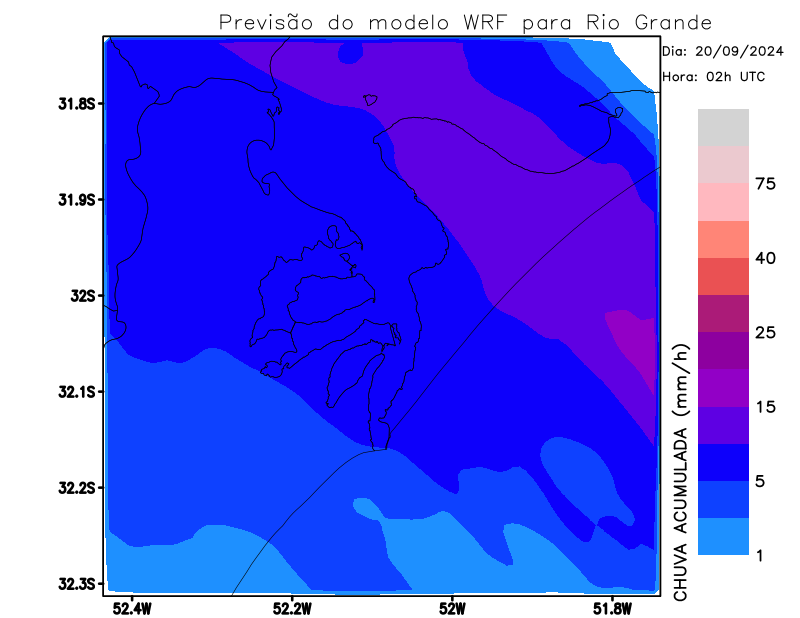 Previsão do modelo WRF para Rio Grande
Dia: 20/09/2024
Hora: 02h UTC
31.8S
31.9S
32S
32.1S
32.2S
32.3S
52.4W 52.2W 52W 51.8W
75
40
25
15
5
1
CHUVA ACUMULADA (mm/h)